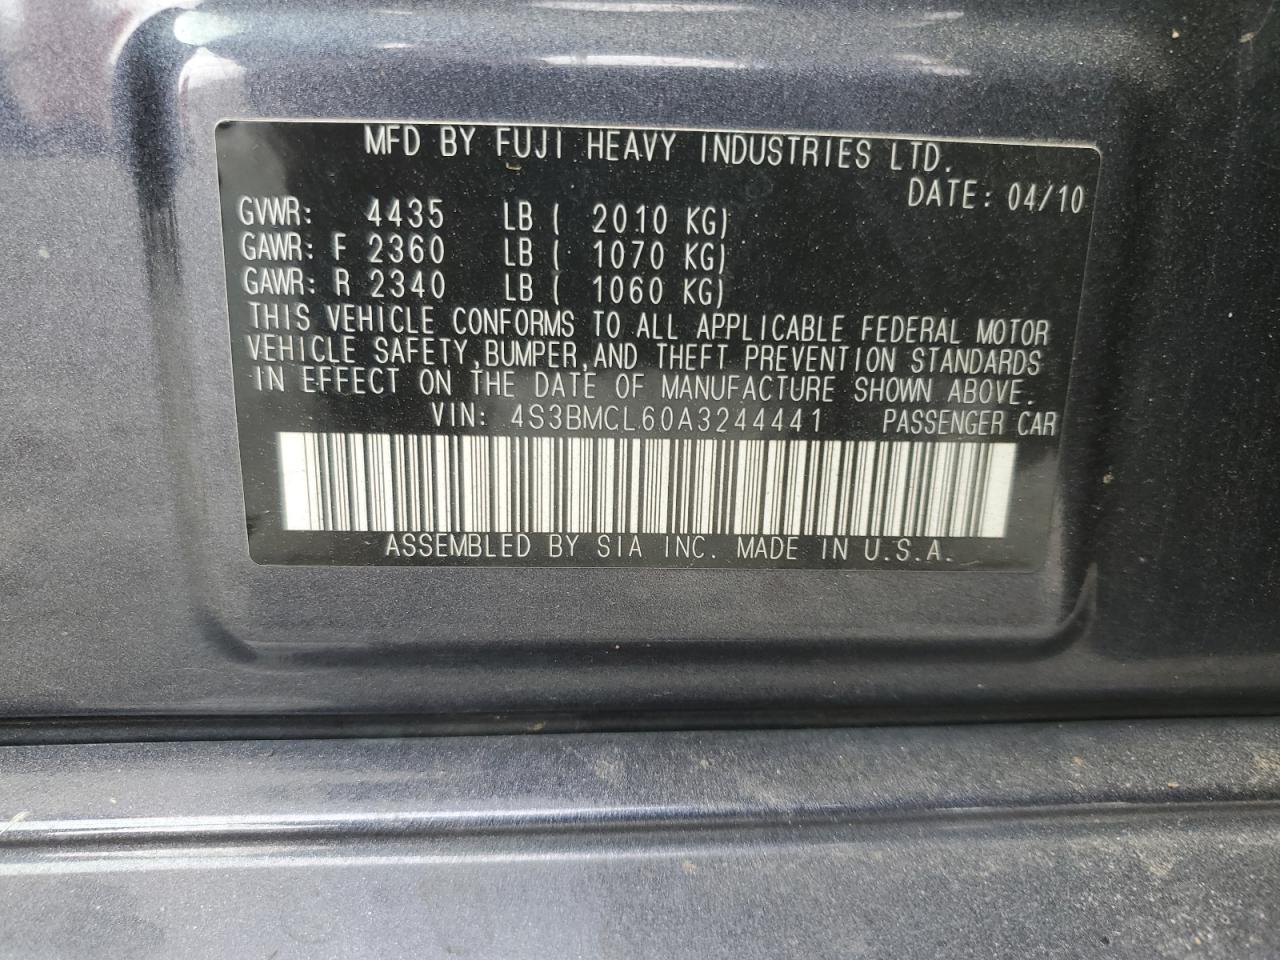 MFD BY FUJI HEAVY INDUSTRIES LTD.
DATE: 04/10
GVWR: 4435 LB ( 2010 KG)
GAWR: F 2360 LB ( 1070 KG)
GAWR: R 2340 LB ( 1060 KG)
THIS VEHICLE CONFORMS TO ALL APPLICABLE FEDERAL MOTOR
VEHICLE SAFETY,BUMPER,AND THEFT PREVENTION STANDARDS
IN EFFECT ON THE DATE OF MANUFACTURE SHOWN ABOVE.
VIN: 4S3BMCL60A3244441 PASSENGER CAR
ASSEMBLED BY SIA INC. MADE IN U.S.A.